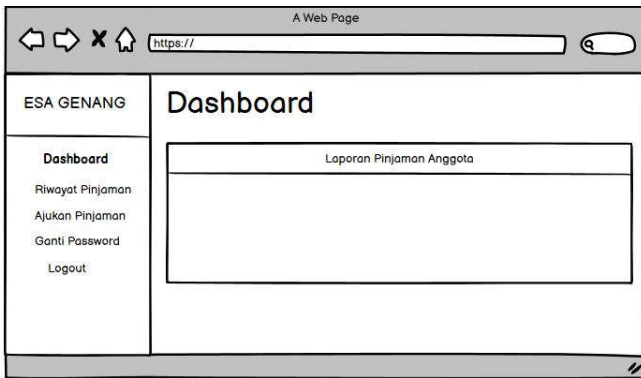 A Web Page
https://
ESA GENANG
Dashboard
Riwayat Pinjaman
Ajukan Pinjaman
Ganti Password
Logout
Dashboard
Laporan Pinjaman Anggota